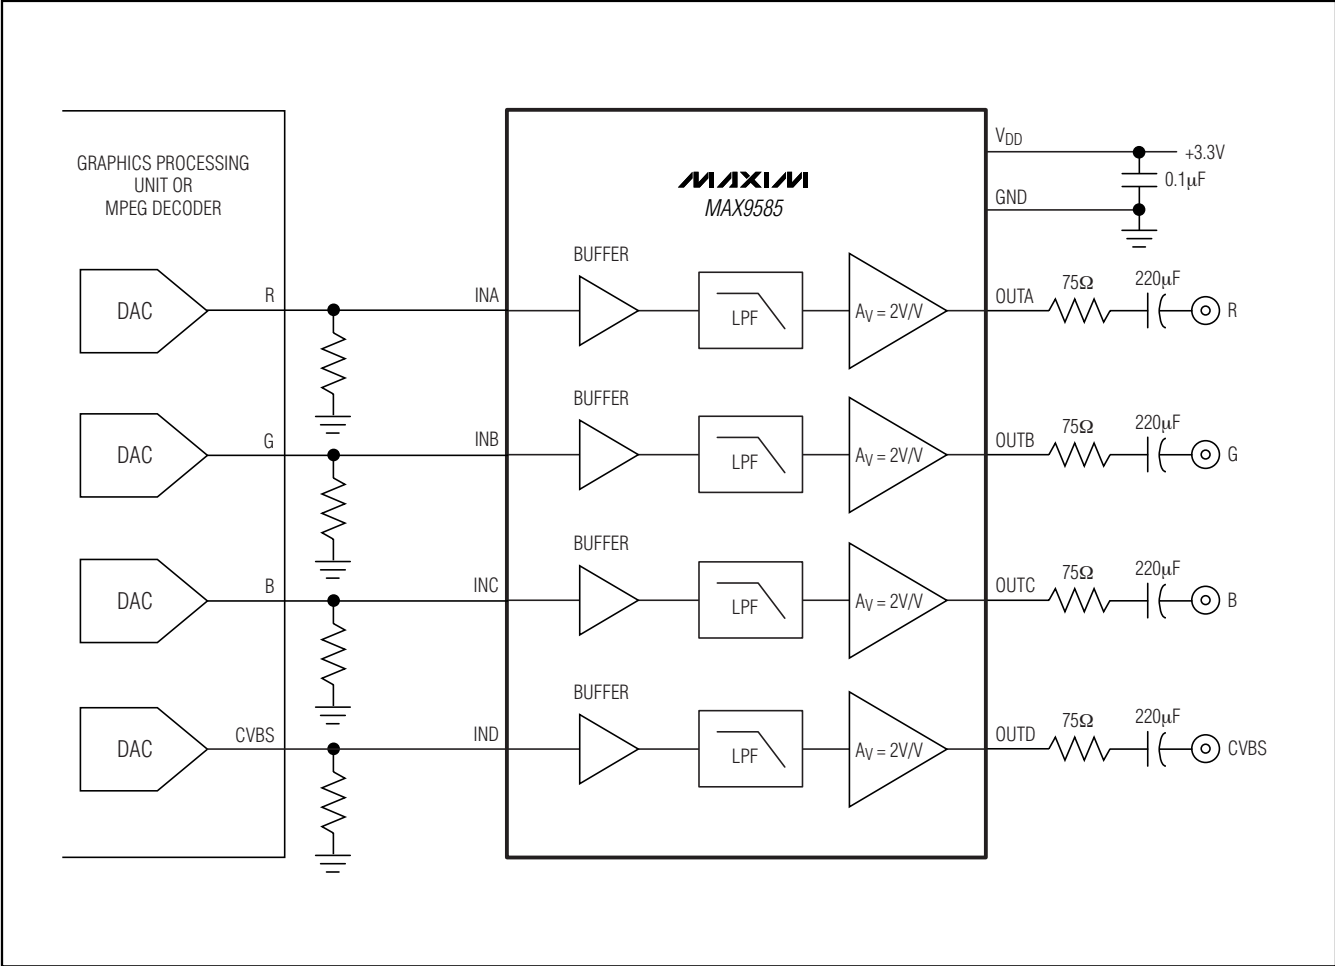 GRAPHICS PROCESSING
UNIT OR
MPEG DECODER
MAXIM
MAX9585
VDD
+3.3V
0.1μF
GND
DAC
R
INA
BUFFER
LPF
AV = 2V/V
OUTA
75Ω
220μF
R
DAC
G
INB
BUFFER
LPF
AV = 2V/V
OUTB
75Ω
220μF
G
DAC
B
INC
BUFFER
LPF
AV = 2V/V
OUTC
75Ω
220μF
B
DAC
CVBS
IND
BUFFER
LPF
AV = 2V/V
OUTD
75Ω
220μF
CVBS